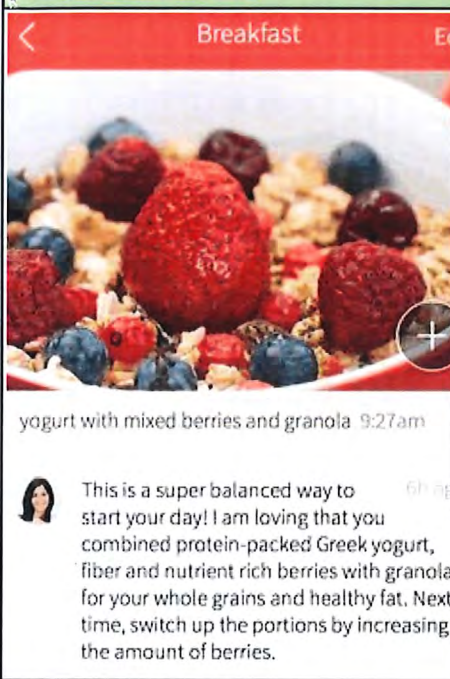 Breakfast
yogurt with mixed berries and granola 9:27am
This is a super balanced way to
start your day! I am loving that you
combined protein-packed Greek yogurt,
fiber and nutrient rich berries with granola
for your whole grains and healthy fat. Next
time, switch up the portions by increasing
the amount of berries.